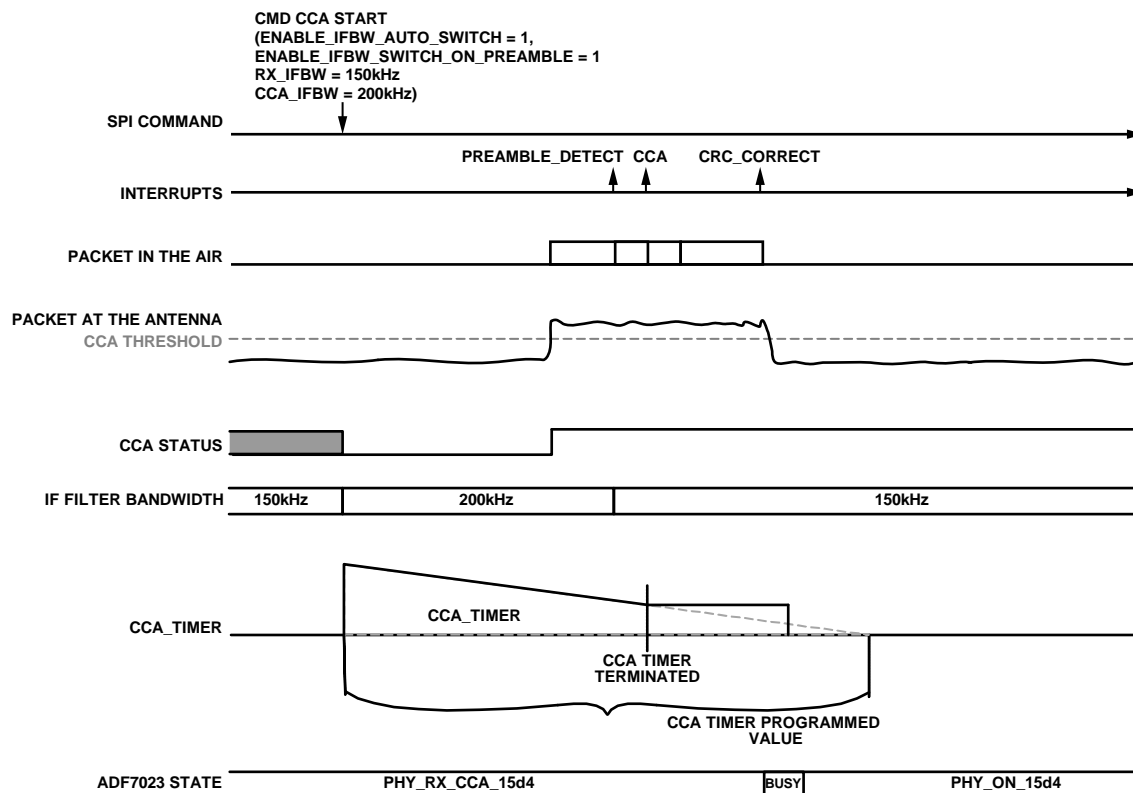 CMD CCA START
(ENABLE_IFBW_AUTO_SWITCH = 1,
ENABLE_IFBW_SWITCH_ON_PREAMBLE = 1
RX_IFBW = 150kHz
CCA_IFBW = 200kHz)
SPI COMMAND
PREAMBLE_DETECT CCA CRC_CORRECT
INTERRUPTS
PACKET IN THE AIR
PACKET AT THE ANTENNA
CCA THRESHOLD
CCA STATUS
IF FILTER BANDWIDTH 150kHz 200kHz 150kHz
CCA_TIMER
CCA_TIMER
CCA TIMER
TERMINATED
CCA TIMER PROGRAMMED
VALUE
ADF7023 STATE PHY_RX_CCA_15d4 BUSY PHY_ON_15d4